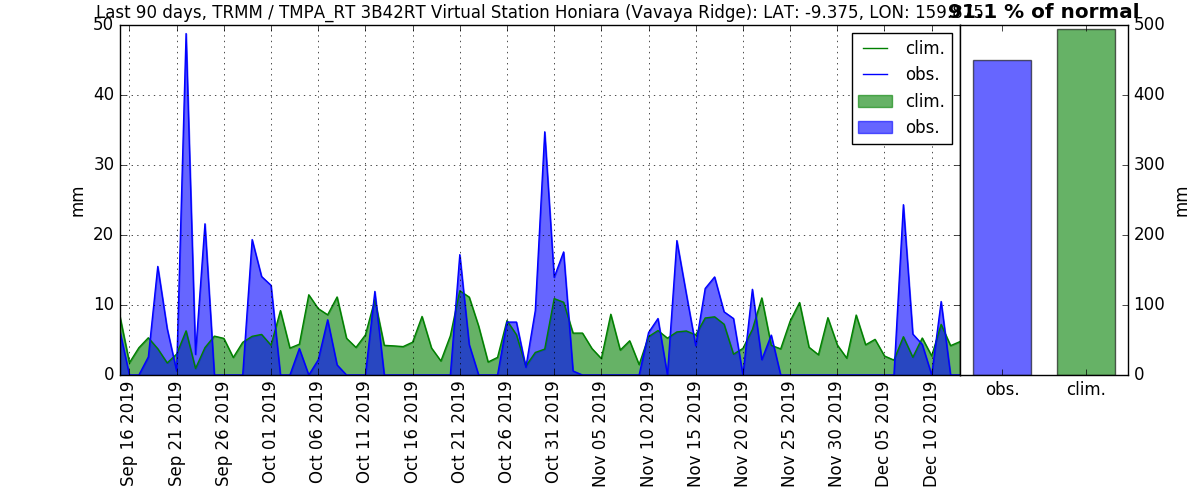 Last 90 days, TRMM / TMPA_RT 3B42RT Virtual Station Honiara (Vavaya Ridge): LAT: -9.375, LON: 159.875
91.1 % of normal
50
40
30
20
10
0
mm
clim.
obs.
clim.
obs.
Sep 16 2019
Sep 21 2019
Sep 26 2019
Oct 01 2019
Oct 06 2019
Oct 11 2019
Oct 16 2019
Oct 21 2019
Oct 26 2019
Oct 31 2019
Nov 05 2019
Nov 10 2019
Nov 15 2019
Nov 20 2019
Nov 25 2019
Nov 30 2019
Dec 05 2019
Dec 10 2019
500
400
300
200
100
0
mm
obs. clim.